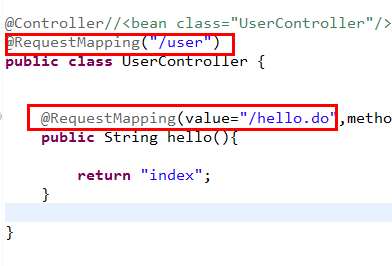 @Controller//<bean class="UserController"/>
@RequestMapping("/user")
public class UserController {
@RequestMapping(value="/hello.do",metho
public String hello(){
return "index";
}
}